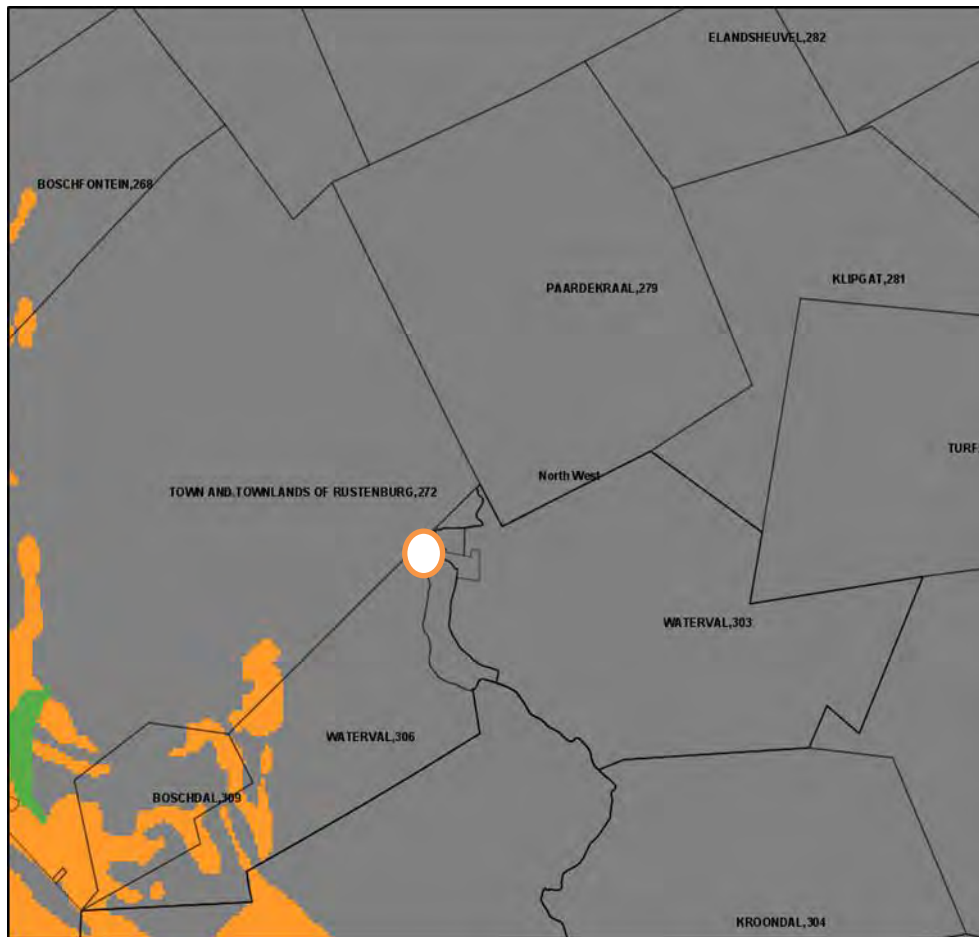 ELANDSHEUVEL,282
BOSCHFONTEIN,268
KLIPGAT,281
PAARDEKRAAL,279
TURF
North West
TOWN AND TOWNLANDS OF RUSTENBURG,272
WATERVAL,303
WATERVAL,306
BOSCHDAL,309
KROONDAL,304